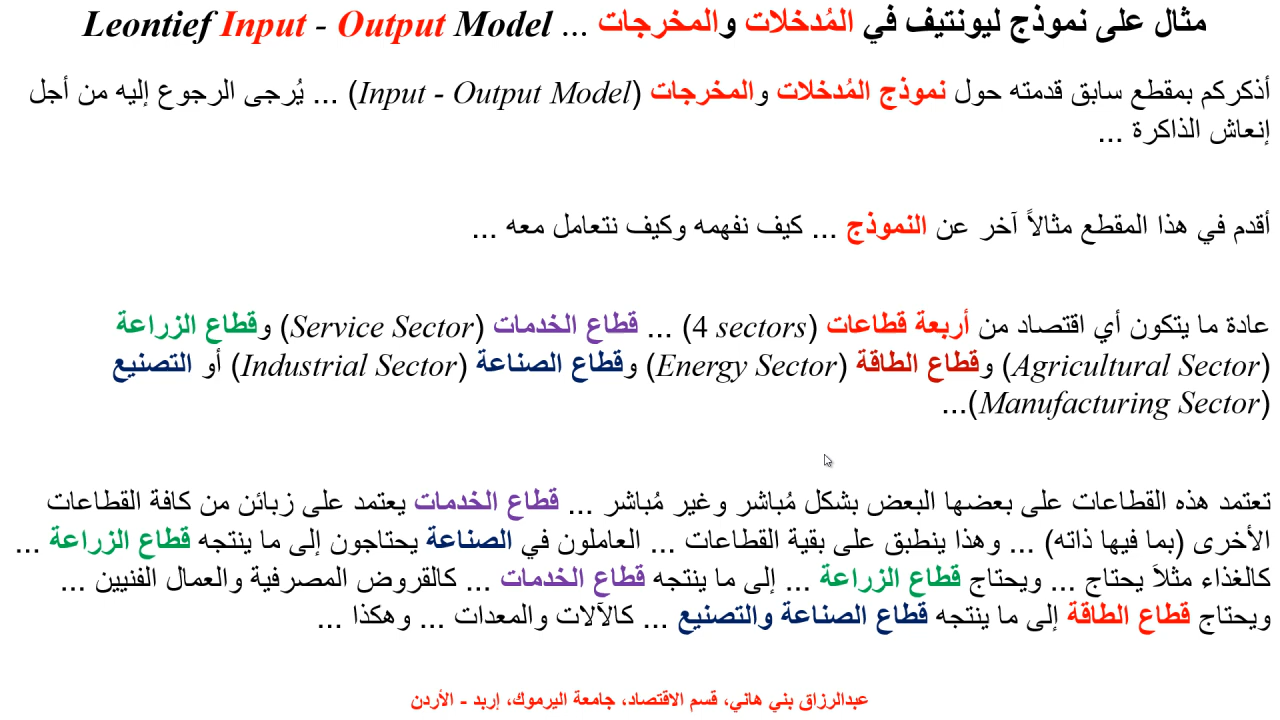 مثال على نموذج ليونتيف في المُدخلات والمخرجات ... Leontief Input - Output Model
أذكركم بمقطع سابق قدمته حول نموذج المُدخلات والمخرجات (Input - Output Model) ... يُرجى الرجوع إليه من أجل
إنعاش الذاكرة ...
أقدم في هذا المقطع مثالاً آخر عن النموذج ... كيف نفهمه وكيف نتعامل معه ...
عادة ما يتكون أي اقتصاد من أربعة قطاعات (4 sectors) ... قطاع الخدمات (Service Sector) وقطاع الزراعة
(Agricultural Sector) وقطاع الطاقة (Energy Sector) وقطاع الصناعة (Industrial Sector) أو التصنيع
(Manufacturing Sector)...
تعتمد هذه القطاعات على بعضها البعض بشكل مُباشر وغير مُباشر ... قطاع الخدمات يعتمد على زبائن من كافة القطاعات
الأخرى (بما فيها ذاته) ... وهذا ينطبق على بقية القطاعات ... العاملون في الصناعة يحتاجون إلى ما ينتجه قطاع الزراعة ...
كالغذاء مثلاَ يحتاج ... ويحتاج قطاع الزراعة ... إلى ما ينتجه قطاع الخدمات ... كالقروض المصرفية والعمال الفنيين ...
ويحتاج قطاع الطاقة إلى ما ينتجه قطاع الصناعة والتصنيع ... كالآلات والمعدات ... وهكذا ...
عبدالرزاق بني هاني، قسم الاقتصاد، جامعة اليرموك، إربد - الأردن